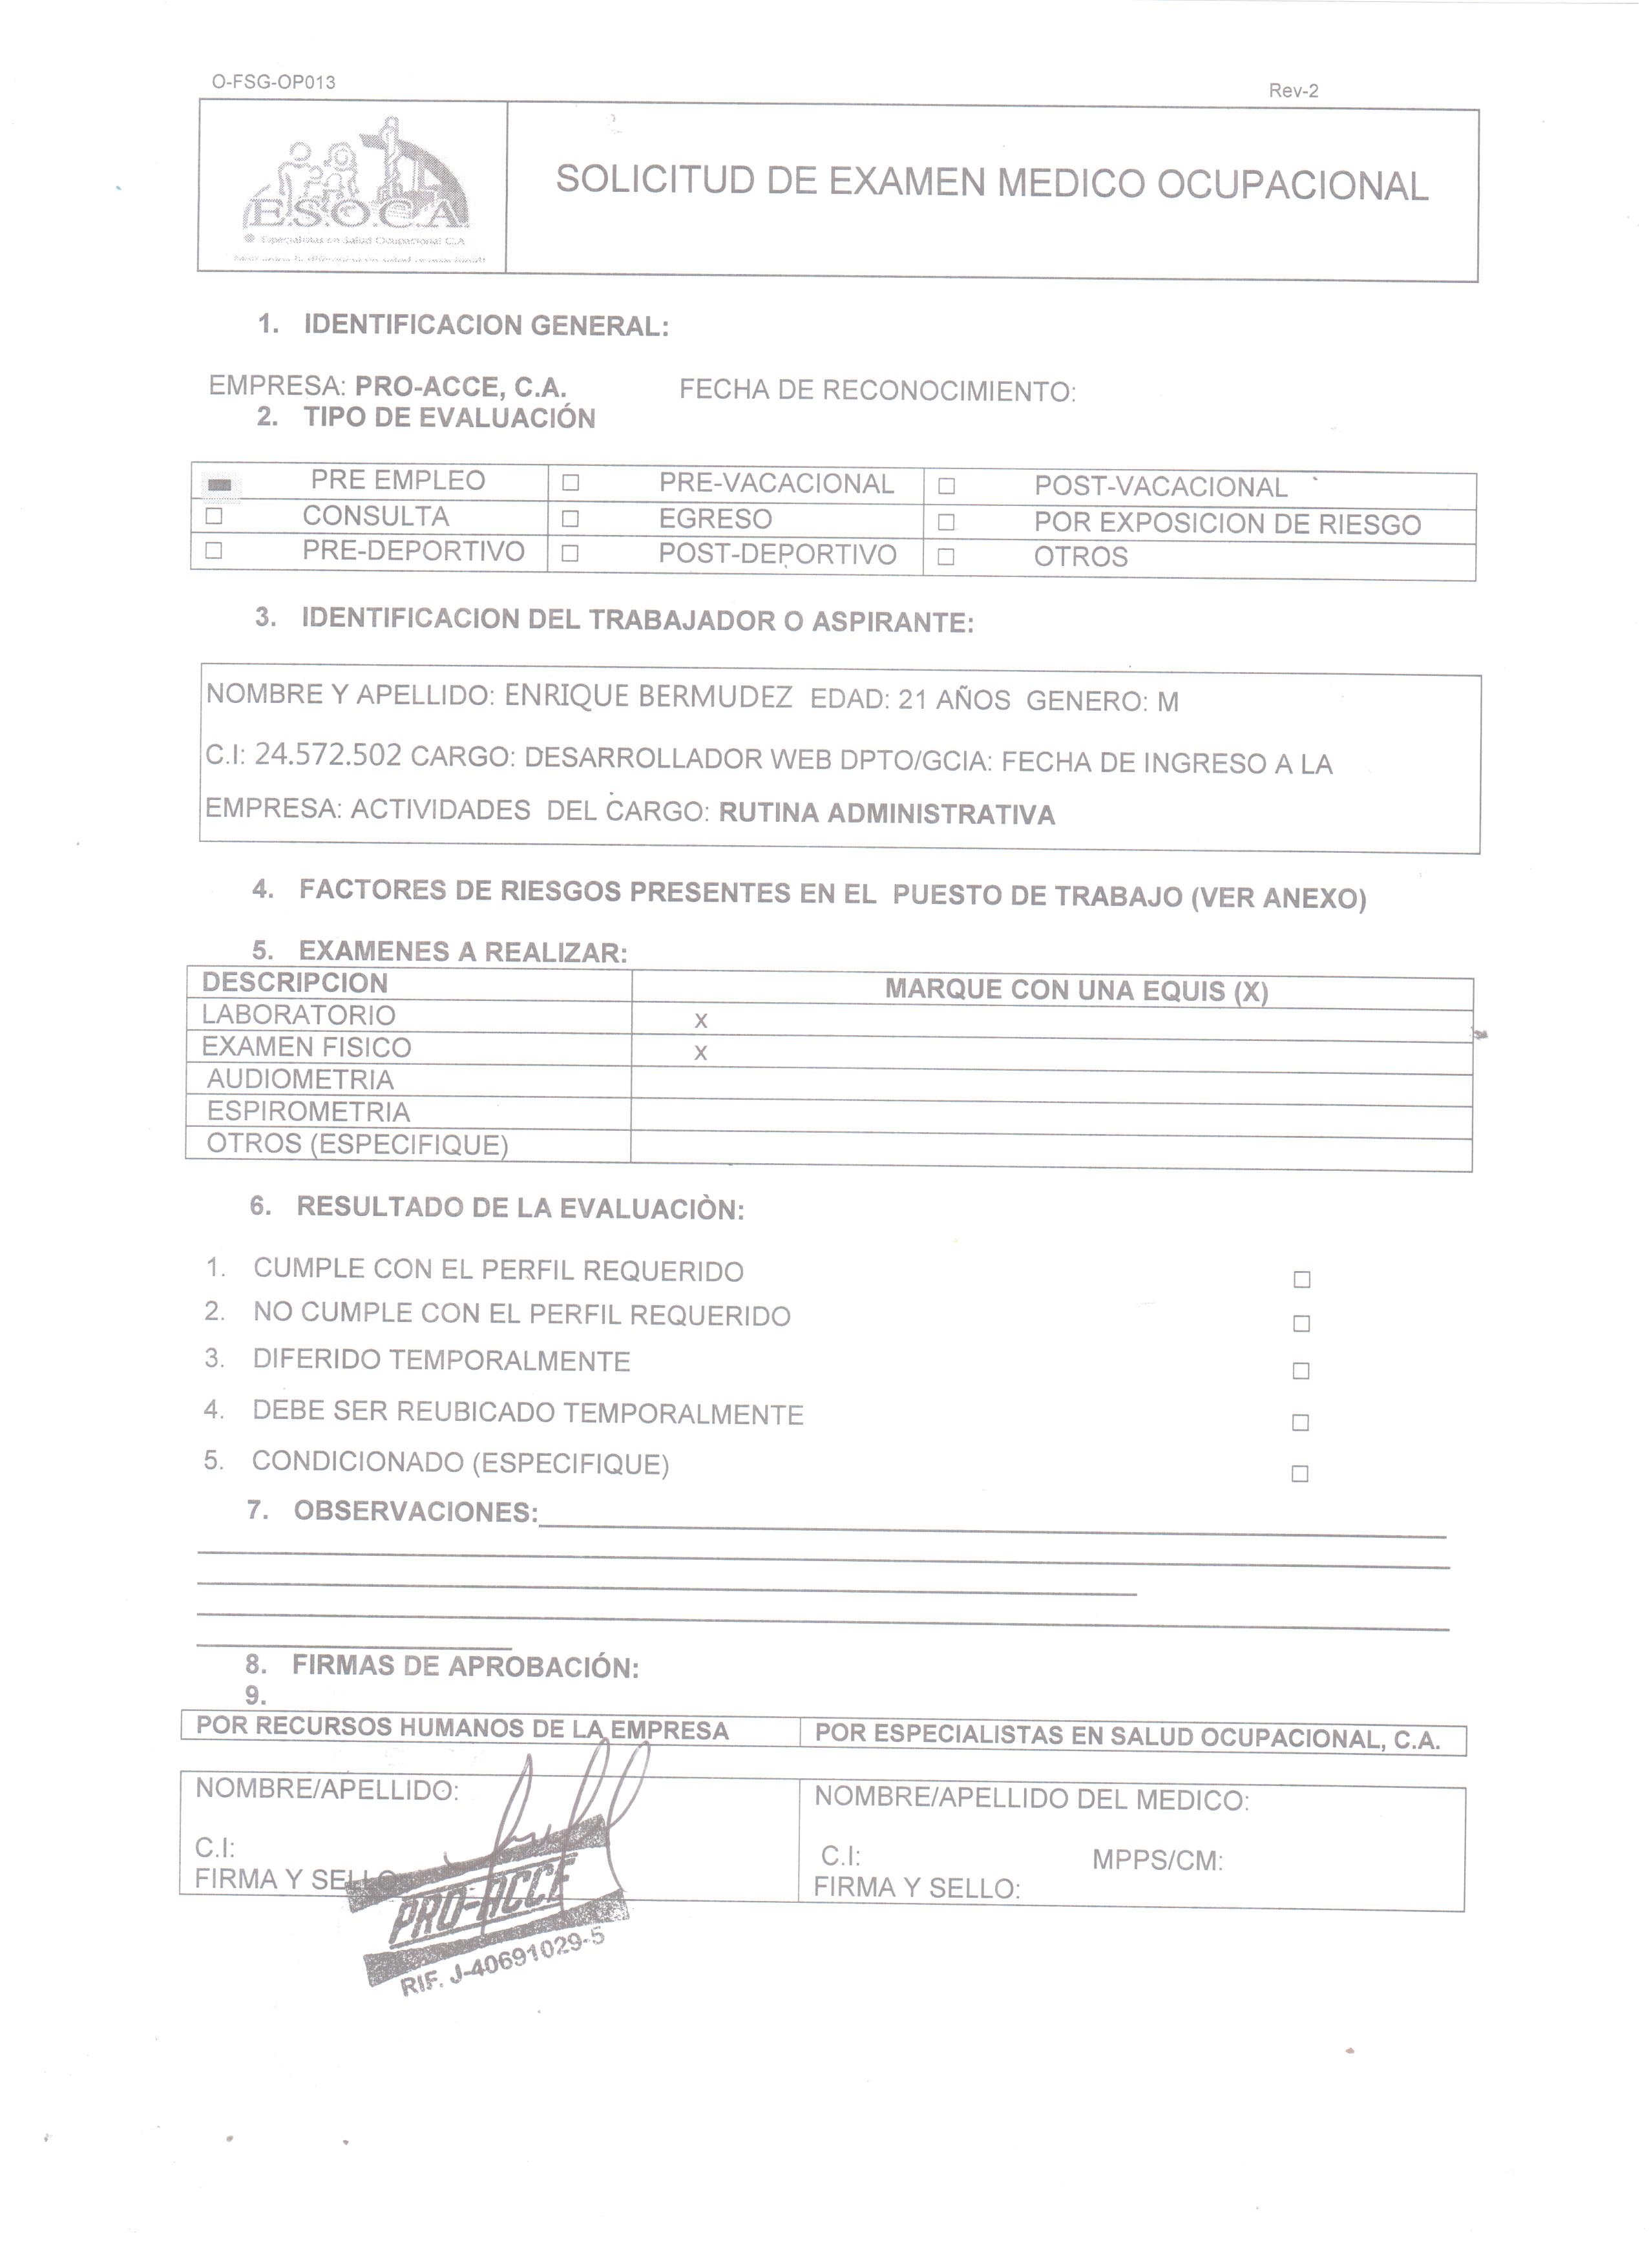 O-FSG-OP013
Rev-2
E.S.O.C.A.
Especialistas en Salud Ocupacional C.A
SOLICITUD DE EXAMEN MEDICO OCUPACIONAL
1. IDENTIFICACION GENERAL:
EMPRESA: PRO-ACCE, C.A. FECHA DE RECONOCIMIENTO:
2. TIPO DE EVALUACIÓN
PRE EMPLEO □ PRE-VACACIONAL □ POST-VACACIONAL
□ CONSULTA □ EGRESO □ POR EXPOSICION DE RIESGO
□ PRE-DEPORTIVO □ POST-DEPORTIVO □ OTROS
3. IDENTIFICACION DEL TRABAJADOR O ASPIRANTE:
NOMBRE Y APELLIDO: ENRIQUE BERMUDEZ EDAD: 21 AÑOS GENERO: M
C.I: 24.572.502 CARGO: DESARROLLADOR WEB DPTO/GCIA: FECHA DE INGRESO A LA
EMPRESA: ACTIVIDADES DEL CARGO: RUTINA ADMINISTRATIVA
4. FACTORES DE RIESGOS PRESENTES EN EL PUESTO DE TRABAJO (VER ANEXO)
5. EXAMENES A REALIZAR:
DESCRIPCION MARQUE CON UNA EQUIS (X)
LABORATORIO X
EXAMEN FISICO X
AUDIOMETRIA
ESPIROMETRIA
OTROS (ESPECIFIQUE)
6. RESULTADO DE LA EVALUACIÒN:
1. CUMPLE CON EL PERFIL REQUERIDO □
2. NO CUMPLE CON EL PERFIL REQUERIDO □
3. DIFERIDO TEMPORALMENTE □
4. DEBE SER REUBICADO TEMPORALMENTE □
5. CONDICIONADO (ESPECIFIQUE) □
7. OBSERVACIONES:
8. FIRMAS DE APROBACIÓN:
9.
POR RECURSOS HUMANOS DE LA EMPRESA POR ESPECIALISTAS EN SALUD OCUPACIONAL, C.A.
NOMBRE/APELLIDO: NOMBRE/APELLIDO DEL MEDICO:
C.I: C.I: MPPS/CM:
FIRMA Y SELLO FIRMA Y SELLO:
PRO-ACCE
RIF. J-40691029-5